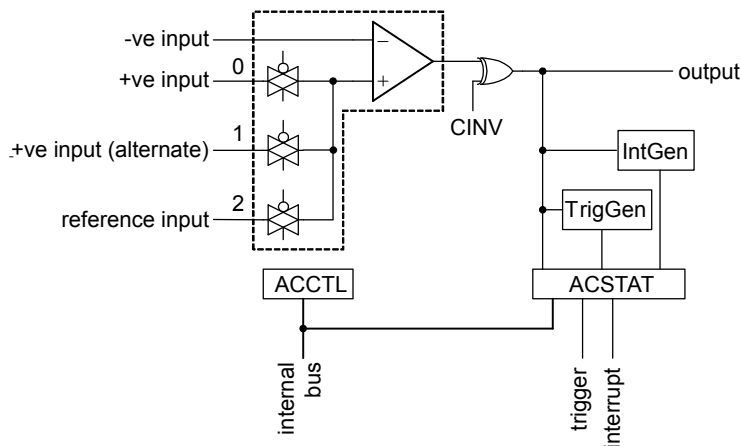 -ve input
+ve input
0
+ve input (alternate)
1
reference input
2
−
+
CINV
output
IntGen
TrigGen
ACCTL
ACSTAT
internal
bus
trigger
interrupt